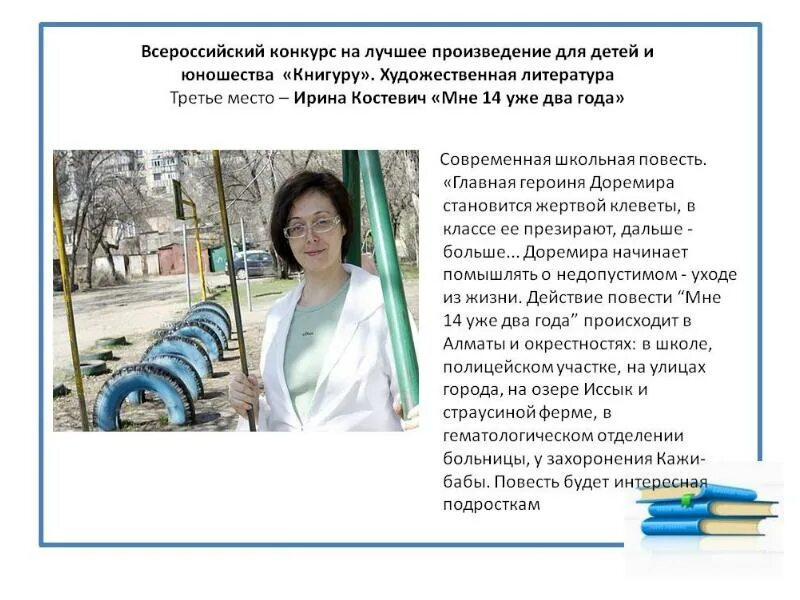 Всероссийский конкурс на лучшее произведение для детей и
юношества «Книгуру». Художественная литература
Третье место – Ирина Костевич «Мне 14 уже два года»
Современная школьная повесть.
«Главная героиня Доремира
становится жертвой клеветы, в
классе ее презирают, дальше -
больше... Доремира начинает
помышлять о недопустимом - уходе
из жизни. Действие повести “Мне
14 уже два года” происходит в
Алматы и окрестностях: в школе,
полицейском участке, на улицах
города, на озере Иссык и
страусиной ферме, в
гематологическом отделении
больницы, у захоронения Кажи-
бабы. Повесть будет интересная
подросткам